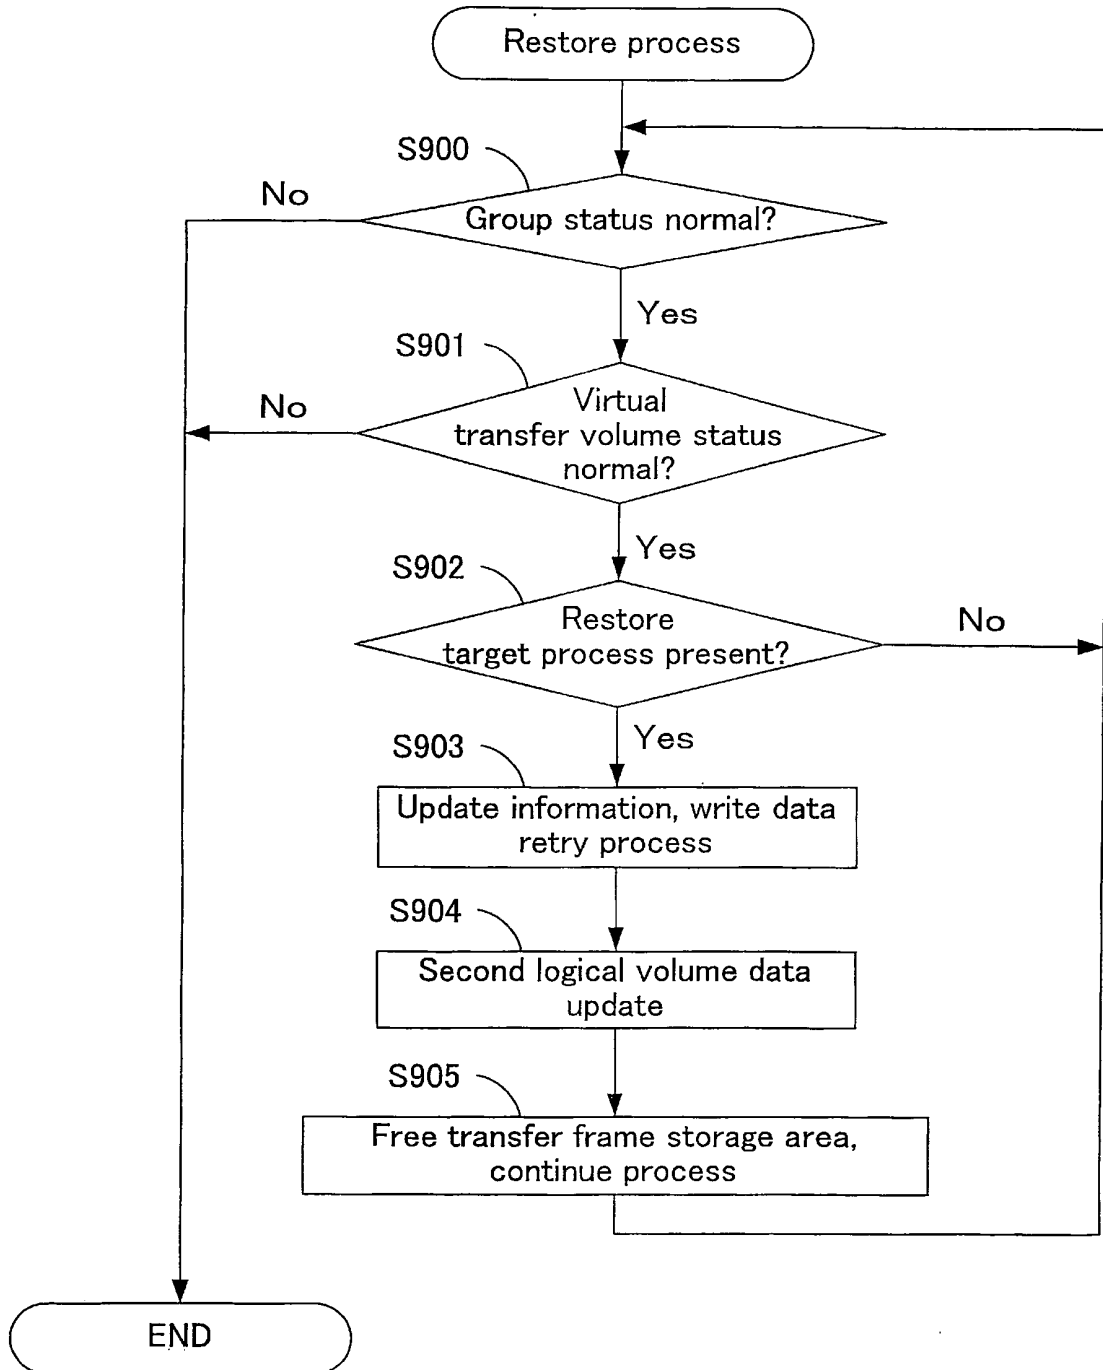 Restore process
S900
No
Group status normal?
Yes
S901
No
Virtual
transfer volume status
normal?
Yes
S902
Restore
target process present?
No
Yes
S903
Update information, write data
retry process
S904
Second logical volume data
update
S905
Free transfer frame storage area,
continue process
END